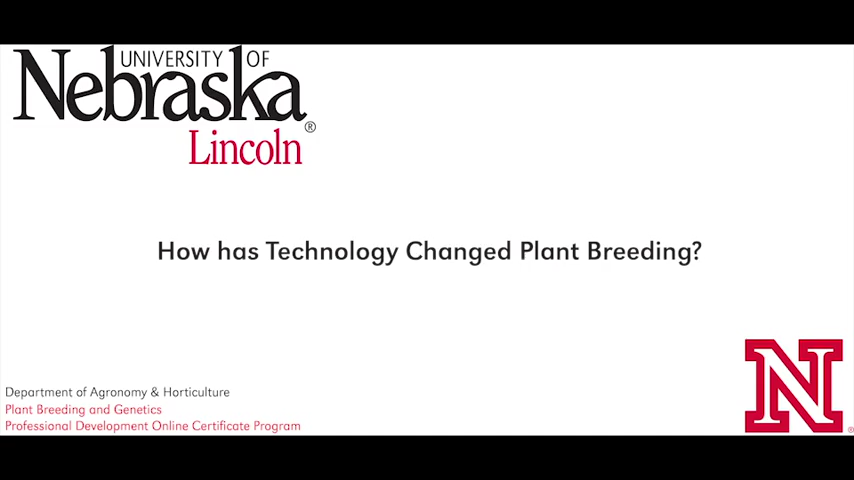 UNIVERSITY OF
Nebraska®
Lincoln
How has Technology Changed Plant Breeding?
Department of Agronomy & Horticulture
Plant Breeding and Genetics
Professional Development Online Certificate Program
N®